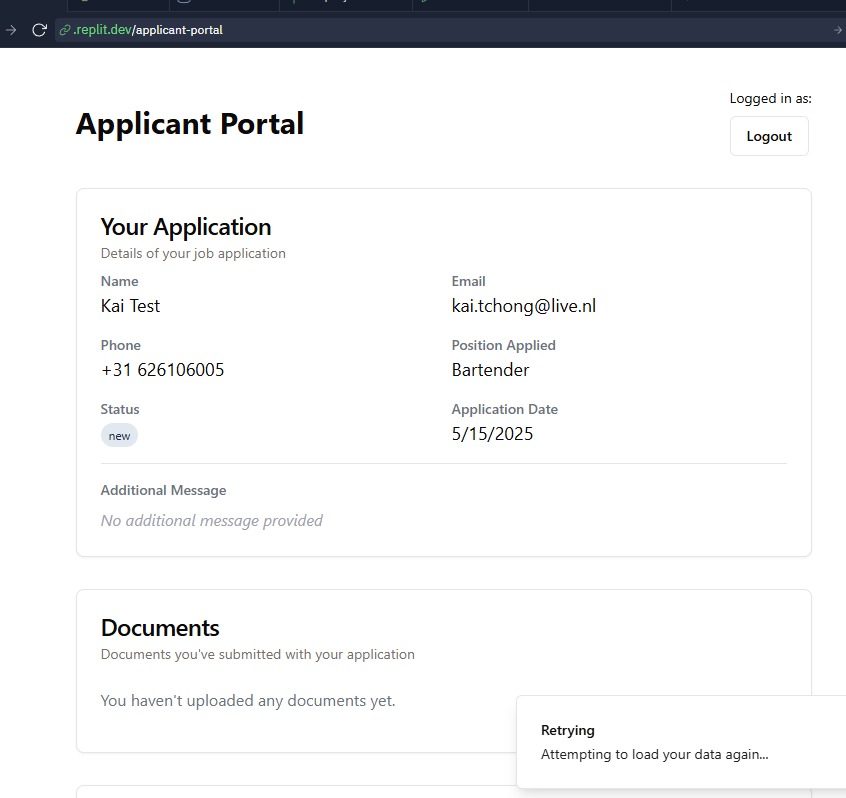 .replit.dev/applicant-portal
Logged in as:
Applicant Portal
Logout
Your Application
Details of your job application
Name
Kai Test
Email
kai.tchong@live.nl
Phone
+31 626106005
Position Applied
Bartender
Status
new
Application Date
5/15/2025
Additional Message
No additional message provided
Documents
Documents you've submitted with your application
You haven't uploaded any documents yet.
Retrying
Attempting to load your data again...